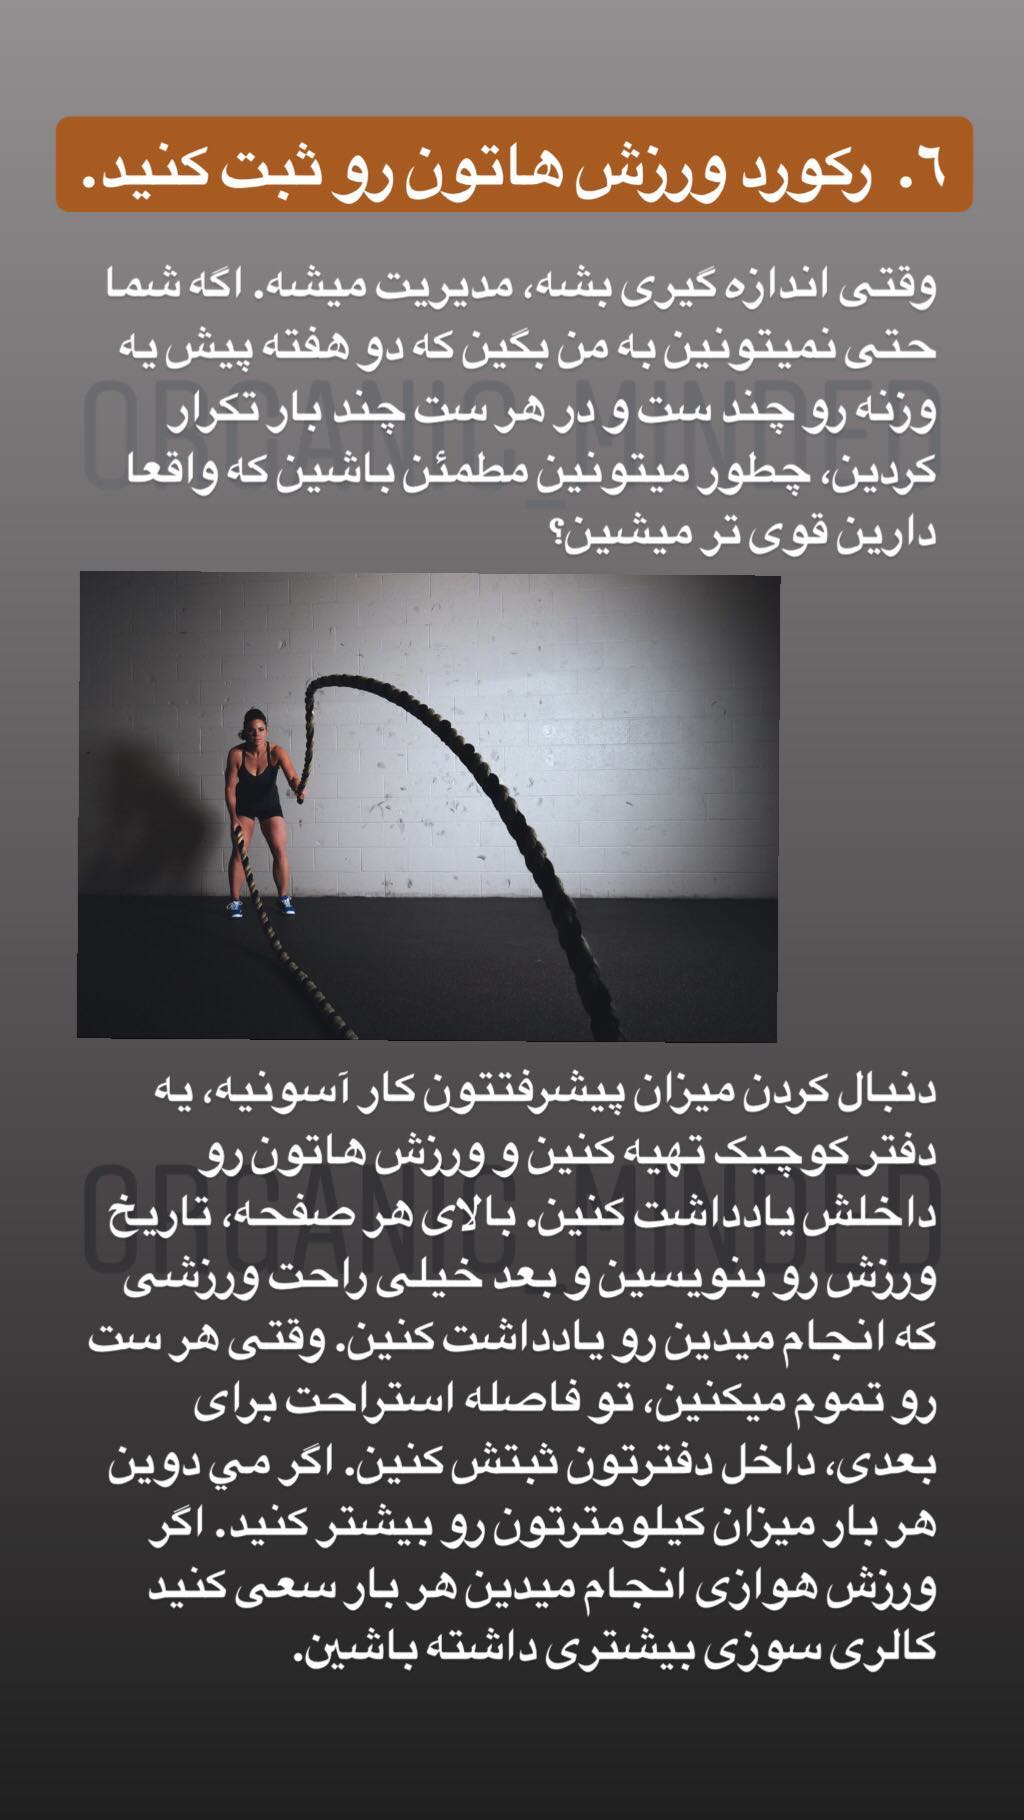 ٦. رکورد ورزش هاتون رو ثبت کنید.
وقتی اندازه گیری بشه، مدیریت میشه. اگه شما
حتی نمیتونین به من بگین که دو هفته پیش یه
وزنه رو چند ست و در هر ست چند بار تکرار
کردین، چطور میتونین مطمئن باشین که واقعا
دارین قوی تر میشین؟
ORGANIC_MINDED
دنبال کردن میزان پیشرفتتون کار آسونیه، یه
دفتر کوچیک تهیه کنین و ورزش هاتون رو
داخلش یادداشت کنین. بالای هر صفحه، تاریخ
ورزش رو بنویسین و بعد خیلی راحت ورزشی
که انجام میدین رو یادداشت کنین. وقتی هر ست
رو تموم میکنین، تو فاصله استراحت برای
بعدی، داخل دفترتون ثبتش کنین. اگر مي دوین
هر بار میزان کیلومترتون رو بیشتر کنید. اگر
ورزش هوازی انجام میدین هر بار سعی کنید
کالری سوزی بیشتری داشته باشین.
ORGANIC_MINDED